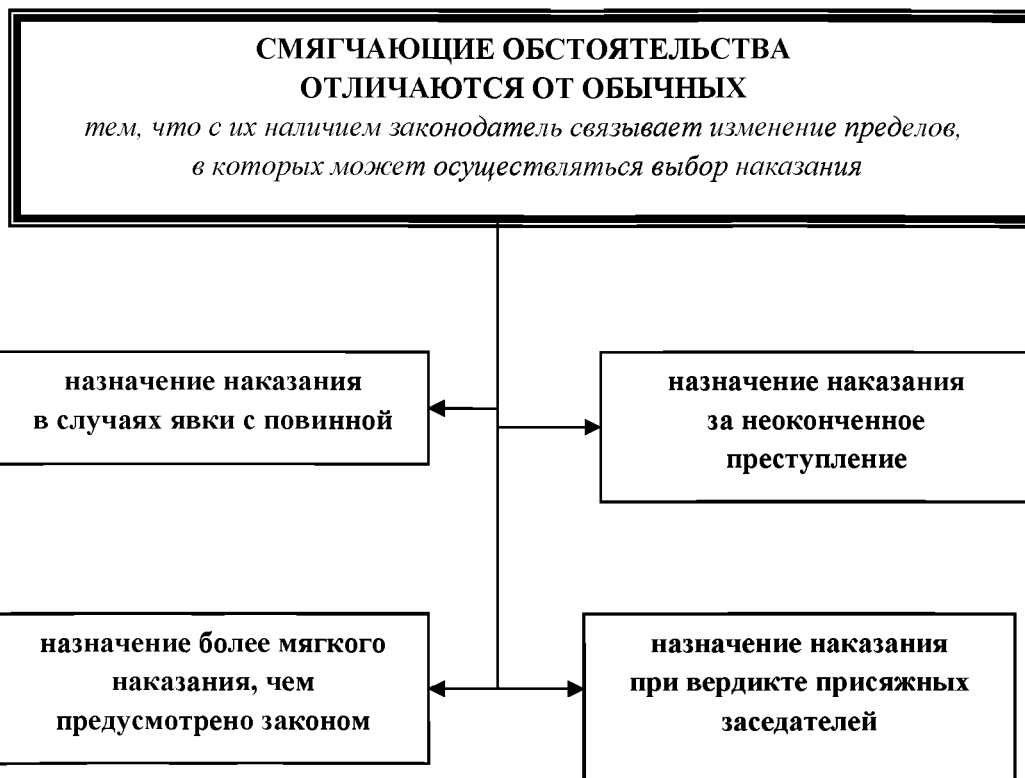 СМЯГЧАЮЩИЕ ОБСТОЯТЕЛЬСТВА
ОТЛИЧАЮТСЯ ОТ ОБЫЧНЫХ
тем, что с их наличием законодатель связывает изменение пределов,
в которых может осуществляться выбор наказания
назначение наказания
в случаях явки с повинной
назначение наказания
за неоконченное
преступление
назначение более мягкого
наказания, чем
предусмотрено законом
назначение наказания
при вердикте присяжных
заседателей